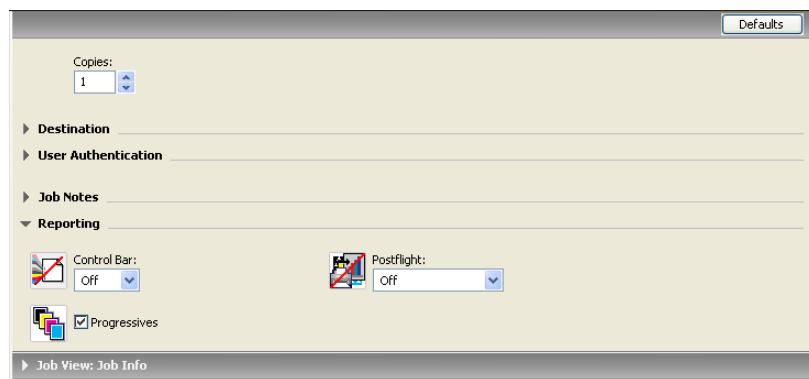 Defaults
Copies:
1
Destination
User Authentication
Job Notes
Reporting
Control Bar:
Off
Postflight:
Off
Progressives
Job View: Job Info